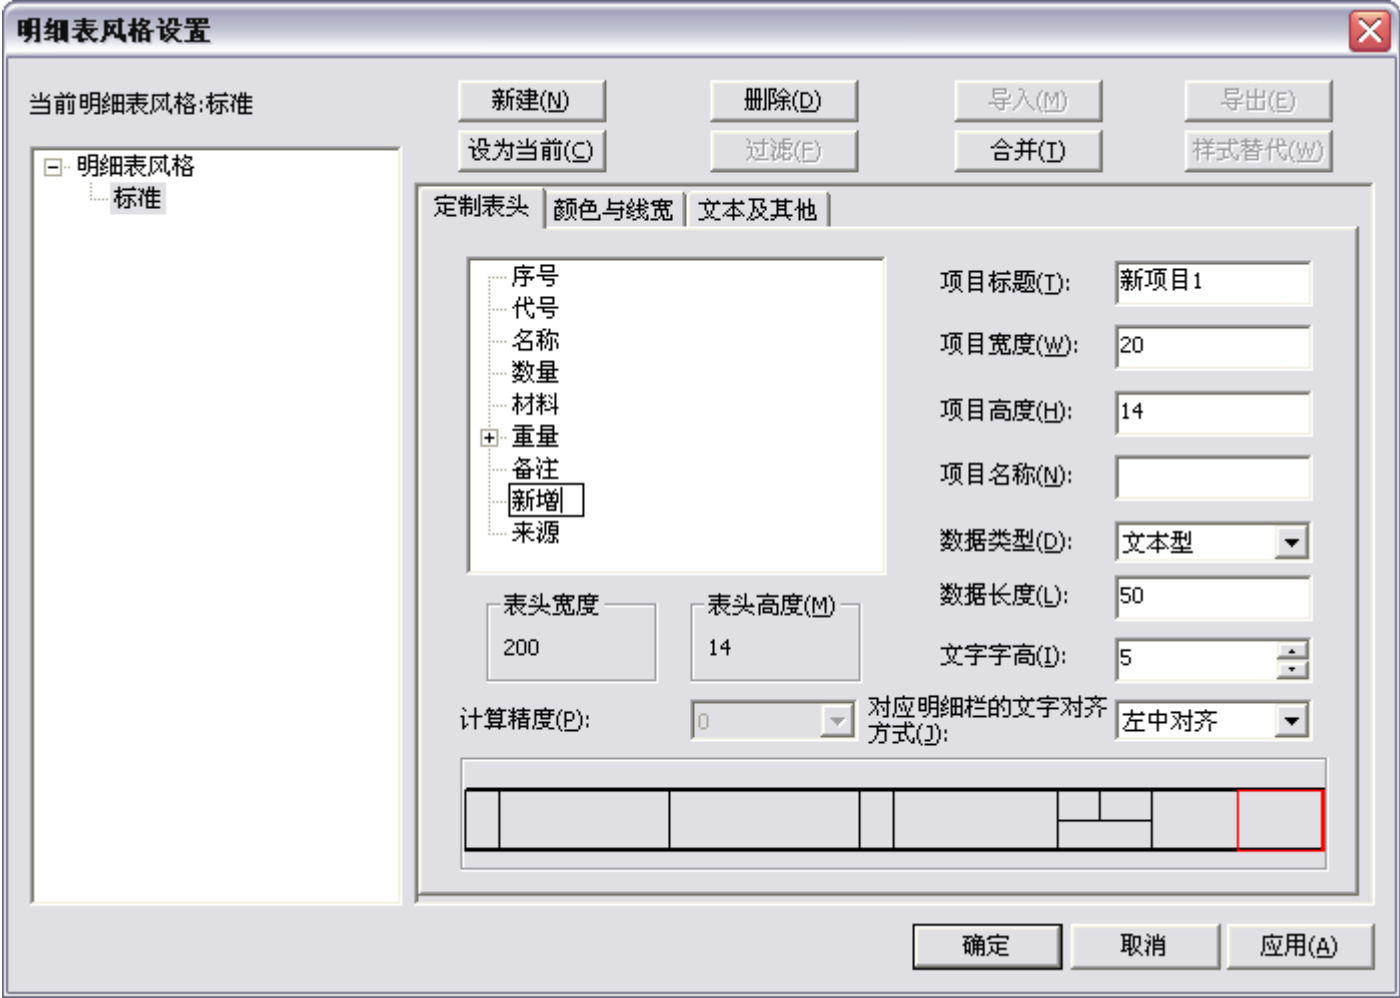 明细表风格设置
当前明细表风格:标准
新建(N)
删除(D)
导入(M)
导出(E)
设为当前(C)
过滤(F)
合并(T)
样式替代(W)
明细表风格
标准
定制表头
颜色与线宽
文本及其他
序号
代号
名称
数量
材料
重量
备注
新增
来源
项目标题(T):
新项目1
项目宽度(W):
20
项目高度(H):
14
项目名称(N):
数据类型(D):
文本型
数据长度(L):
50
文字字高(I):
5
表头宽度
200
表头高度(M)
14
计算精度(P):
0
对应明细栏的文字对齐
方式(J):
左中对齐
确定
取消
应用(A)